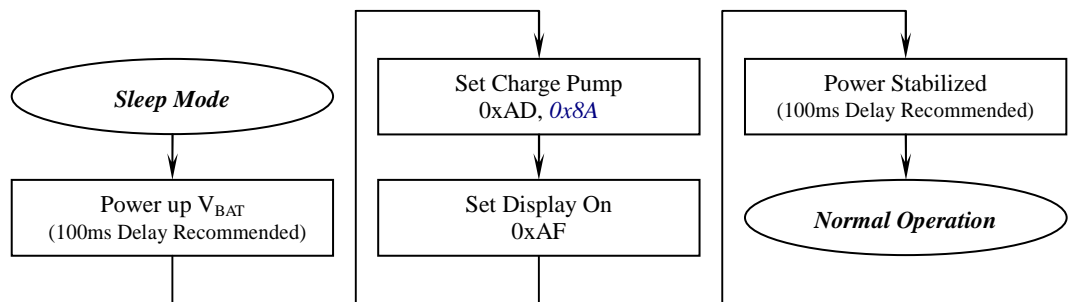 Sleep Mode
Power up VBAT
(100ms Delay Recommended)
Set Charge Pump
0xAD, 0x8A
Set Display On
0xAF
Power Stabilized
(100ms Delay Recommended)
Normal Operation